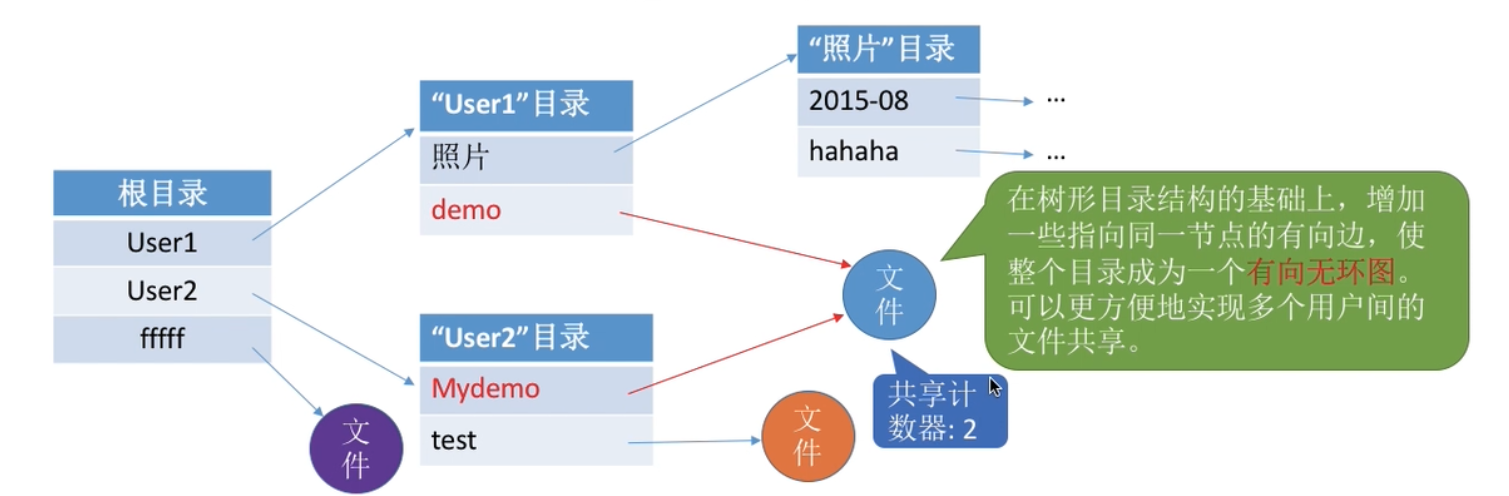 根目录
User1
User2
fffff
文
件
“User1”目录
照片
demo
“User2”目录
Mydemo
test
“照片”目录
2015-08
...
hahaha
...
文
件
共享计
数器: 2
文
件
在树形目录结构的基础上，增加
一些指向同一节点的有向边，使
整个目录成为一个有向无环图。
可以更方便地实现多个用户间的
文件共享。